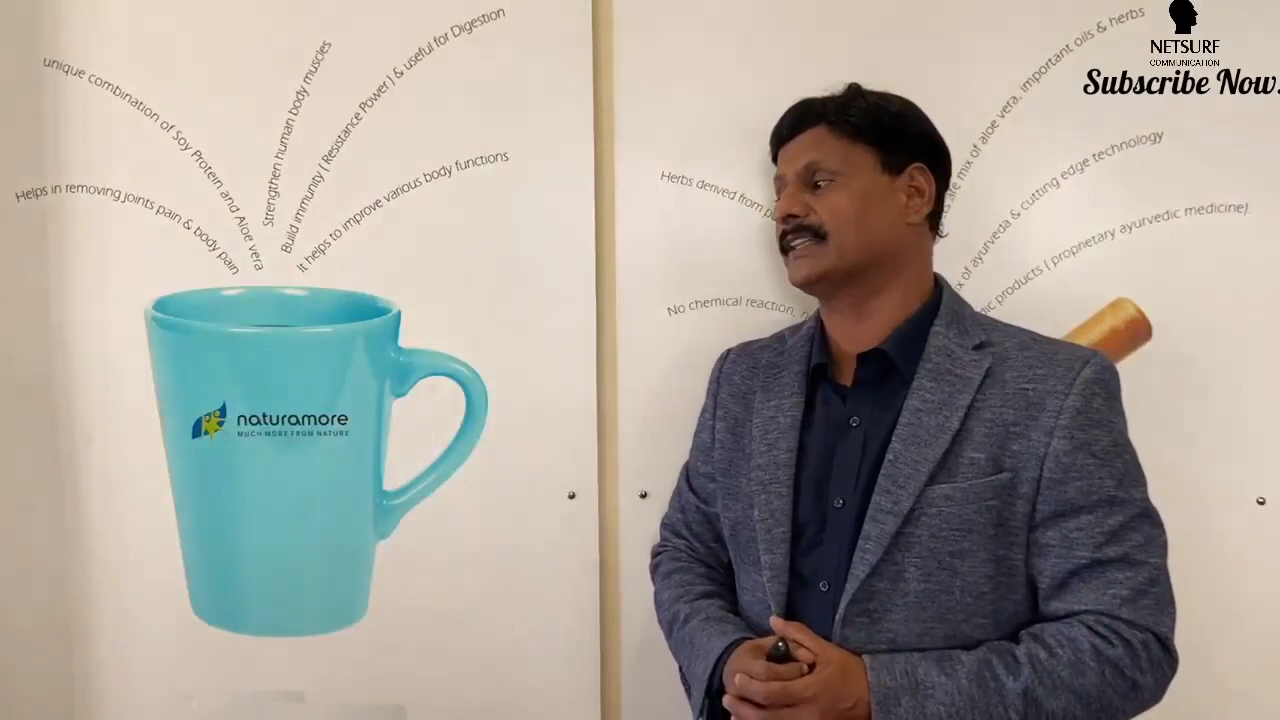 unique combination of Soy Protein and Aloe vera
Strengthen human body muscles
Build immunity ( Resistance Power ) & useful for Digestion
Helps in removing joints pain & body pain
It helps to improve various body functions
naturamore
MUCH MORE FROM NATURE
NETSURF
COMMUNICATION
Subscribe Now
mix of aloe vera, important oils & herbs
of ayurveda & cutting edge technology
products ( proprietary ayurvedic medicine).
Herbs derived from
No chemical reaction,